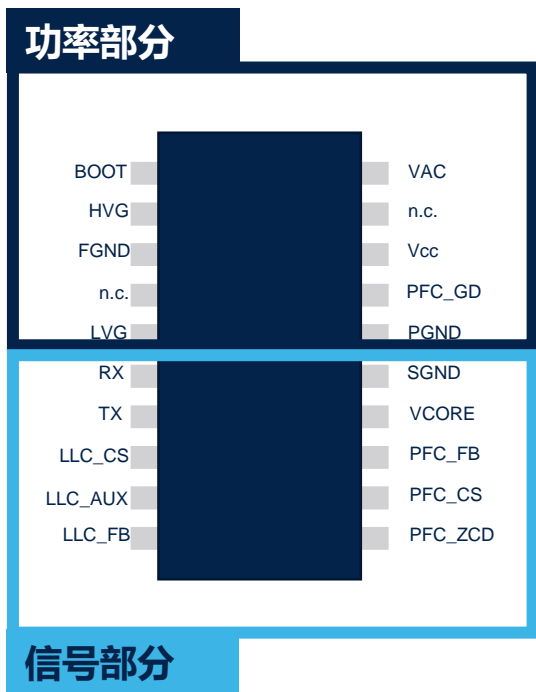 功率部分
BOOT VAC
HVG n.c.
FGND Vcc
n.c. PFC_GD
LVG PGND
RX SGND
TX VCORE
LLC_CS PFC_FB
LLC_AUX PFC_CS
LLC_FB PFC_ZCD
信号部分